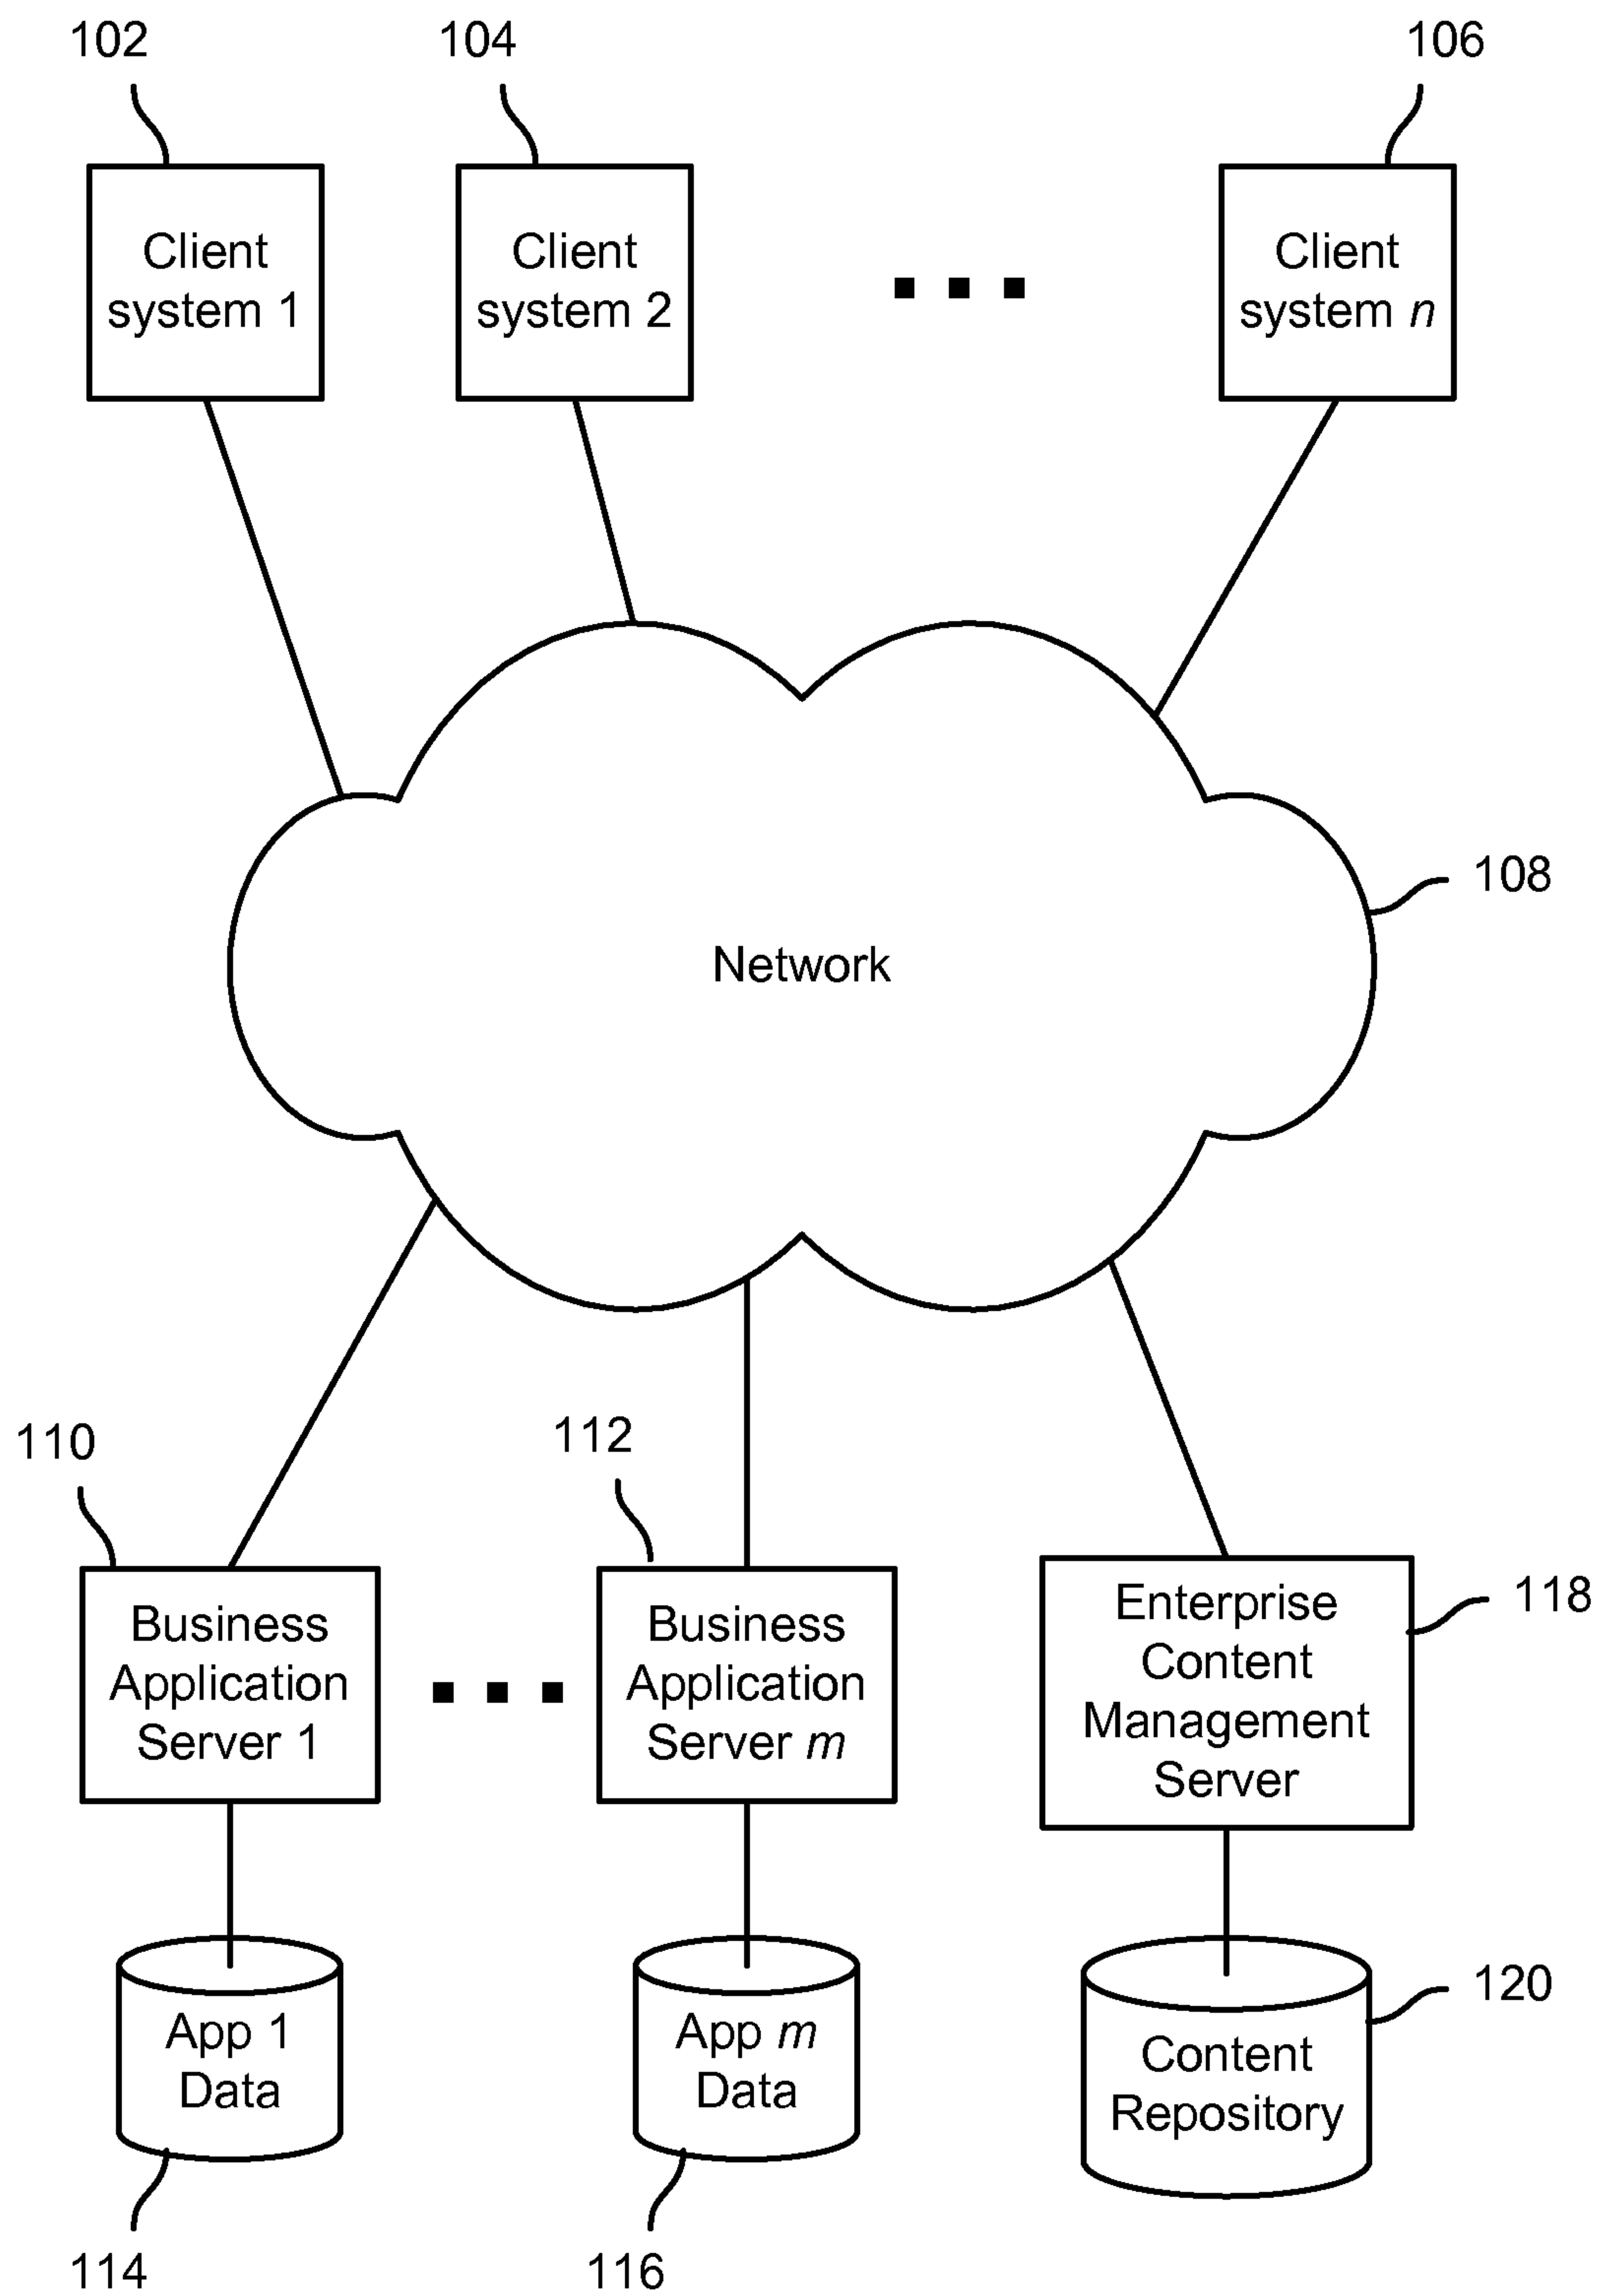 102
104
106
Client
system 1
Client
system 2
Client
system n
108
Network
110
112
Business
Application
Server 1
Business
Application
Server m
Enterprise
Content
Management
Server
118
App 1
Data
App m
Data
Content
Repository
120
114
116